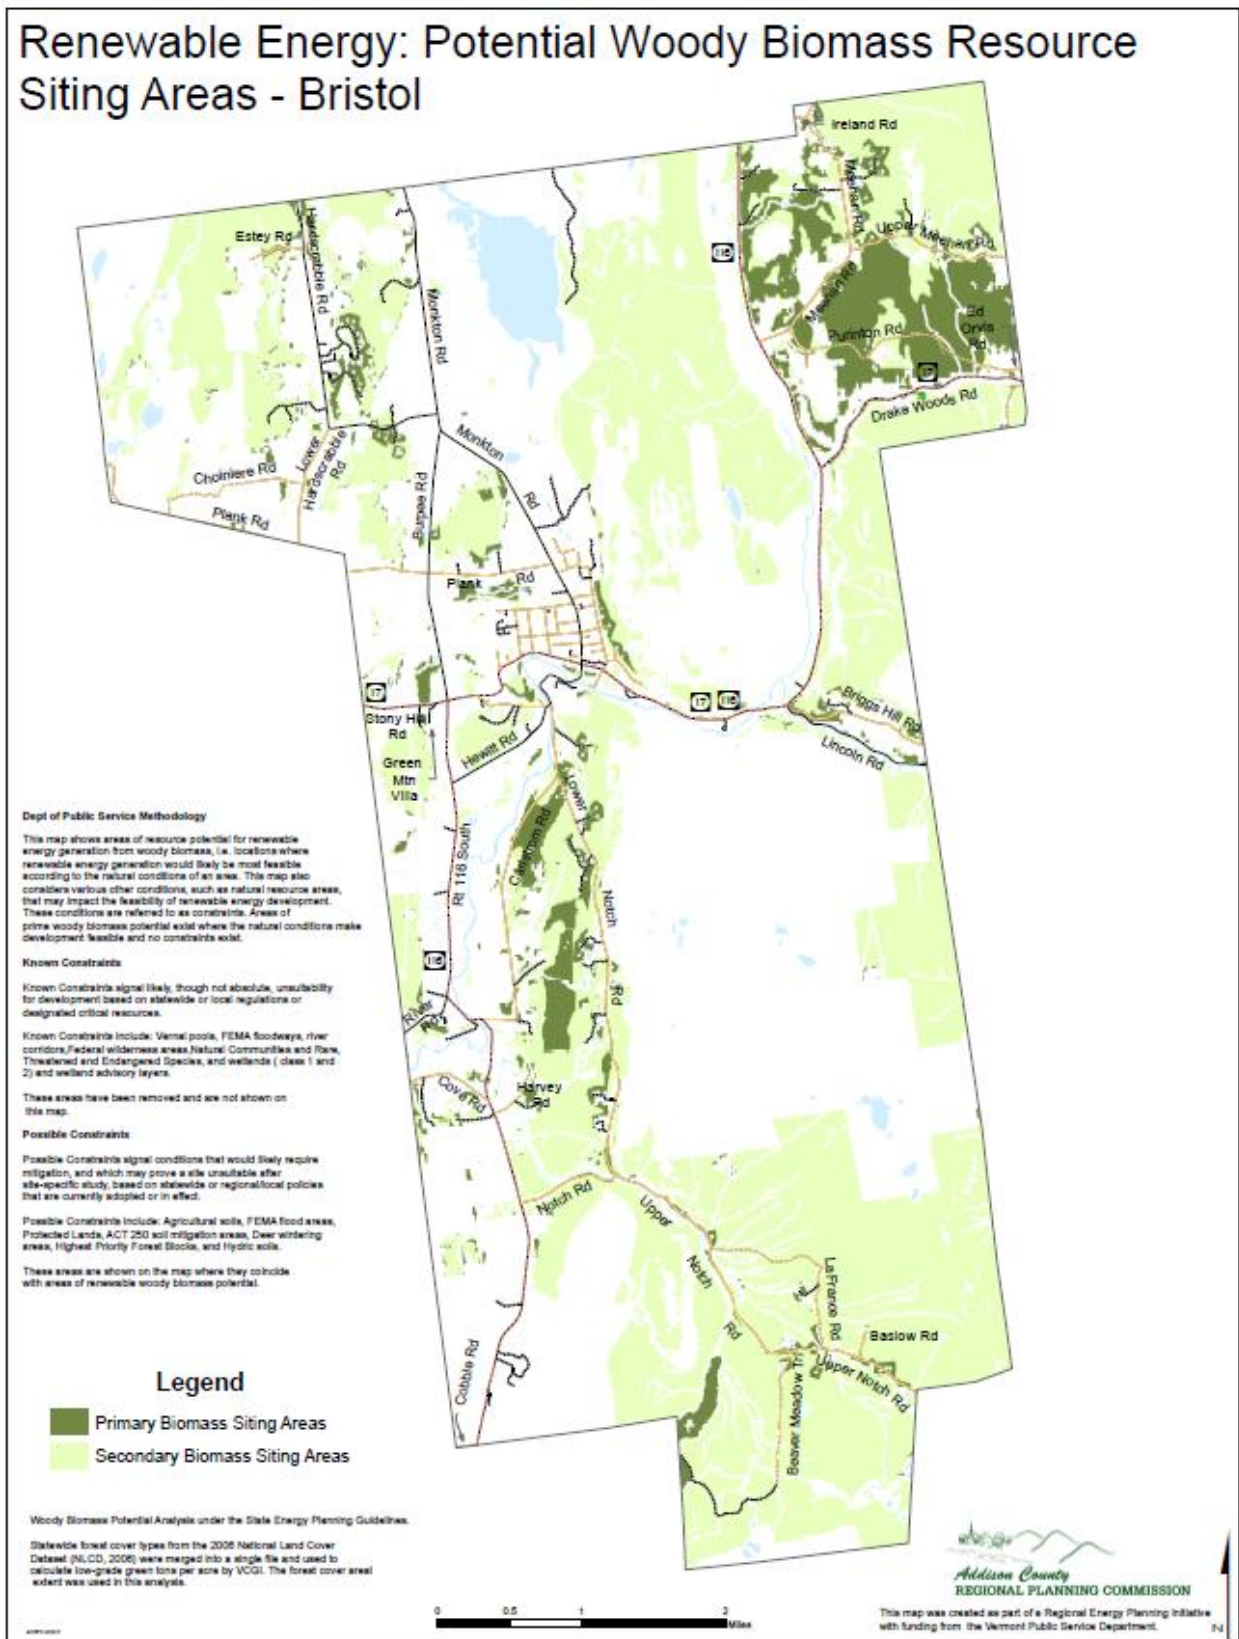 Renewable Energy: Potential Woody Biomass Resource
Siting Areas - Bristol
Ireland Rd
Meehan Rd
Upper Meehan Rd
Estey Rd
Hardscrabble Rd
116
Monkton Rd
Meehan Rd
Purinton Rd
Ed
Orvis
Rd
17
Drake Woods Rd
Monkton
Rd
Lower
Hardscrabble
Rd
Choiniere Rd
Burpee Rd
Plank Rd
Plank
Rd
17
17
116
Briggs Hill Rd
Stony Hill
Rd
Lincoln Rd
Hewitt Rd
Green
Mtn
Villa
Lower
Carlstrom Rd
Rt 116 South
Notch
Rd
116
River
Rd
Cove Rd
Harvey
Rd
Notch Rd
Upper
Notch
Rd
LaFrance Rd
Baslow Rd
Upper Notch Rd
Beaver Meadow Trl
Cobble Rd
Dept of Public Service Methodology
This map shows areas of resource potential for renewable
energy generation from woody biomass, i.e. locations where
renewable energy generation would likely be most feasible
according to the natural conditions of an area. This map also
considers various other conditions, such as natural resource areas,
that may impact the feasibility of renewable energy development.
These conditions are referred to as constraints. Areas of
prime woody biomass potential exist where the natural conditions make
development feasible and no constraints exist.
Known Constraints
Known Constraints signal likely, though not absolute, unsuitability
for development based on statewide or local regulations or
designated critical resources.
Known Constraints include: Vernal pools, FEMA floodways, river
corridors,Federal wilderness areas,Natural Communities and Rare,
Threatened and Endangered Species, and wetlands ( class 1 and
2) and wetland advisory layers.
These areas have been removed and are not shown on
this map.
Possible Constraints
Possible Constraints signal conditions that would likely require
mitigation, and which may prove a site unsuitable after
site-specific study, based on statewide or regional/local policies
that are currently adopted or in effect.
Possible Constraints include: Agricultural soils, FEMA flood areas,
Protected Lands, ACT 250 soil mitigation areas, Deer wintering
areas, Highest Priority Forest Blocks, and Hydric soils.
These areas are shown on the map where they coincide
with areas of renewable woody biomass potential.
Legend
Primary Biomass Siting Areas
Secondary Biomass Siting Areas
Woody Biomass Potential Analysis under the State Energy Planning Guidelines.
Statewide forest cover types from the 2006 National Land Cover
Dataset (NLCD, 2006) were merged into a single file and used to
calculate low-grade green tons per acre by VCGI. The forest cover areal
extent was used in this analysis.
0 0.5 1 2
Miles
Addison County
REGIONAL PLANNING COMMISSION
This map was created as part of a Regional Energy Planning Initiative
with funding from the Vermont Public Service Department.
N